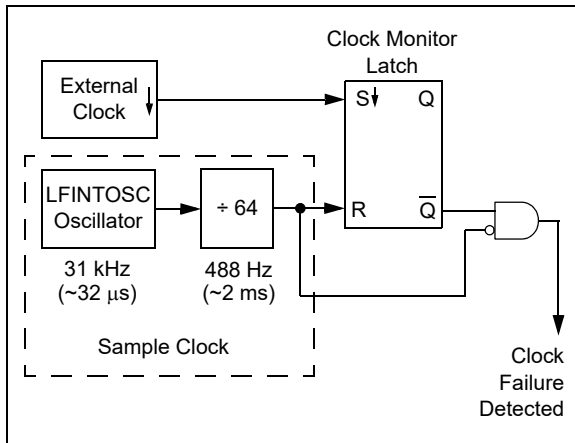 Clock Monitor
Latch
External
Clock
S
Q
LFINTOSC
Oscillator
÷ 64
R
Q̅
31 kHz
(~32 μs)
488 Hz
(~2 ms)
Sample Clock
Clock
Failure
Detected